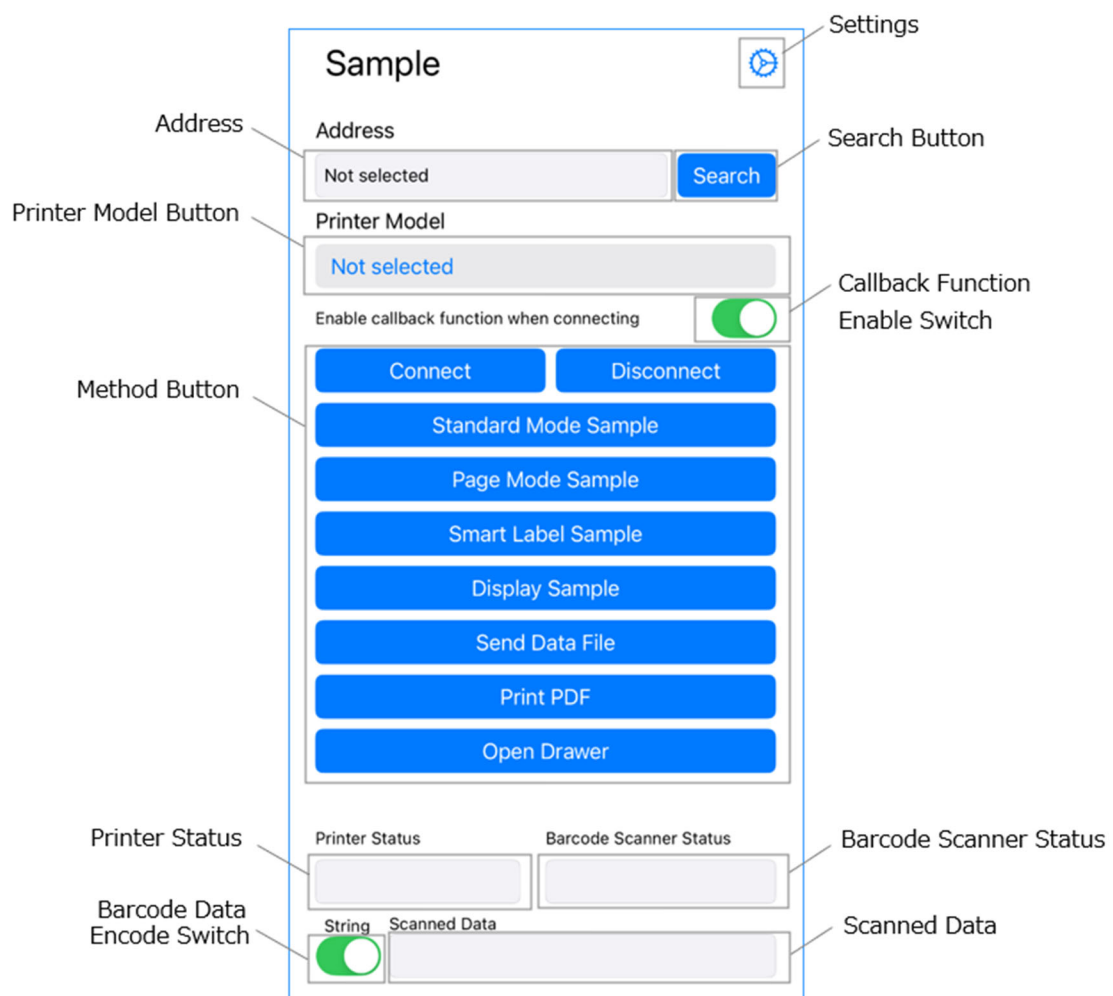 Settings
Sample
Address
Address
Search Button
Not selected
Search
Printer Model Button
Printer Model
Not selected
Callback Function
Enable Switch
Enable callback function when connecting
Method Button
Connect
Disconnect
Standard Mode Sample
Page Mode Sample
Smart Label Sample
Display Sample
Send Data File
Print PDF
Open Drawer
Printer Status
Printer Status
Barcode Scanner Status
Barcode Scanner Status
Barcode Data
Encode Switch
String
Scanned Data
Scanned Data